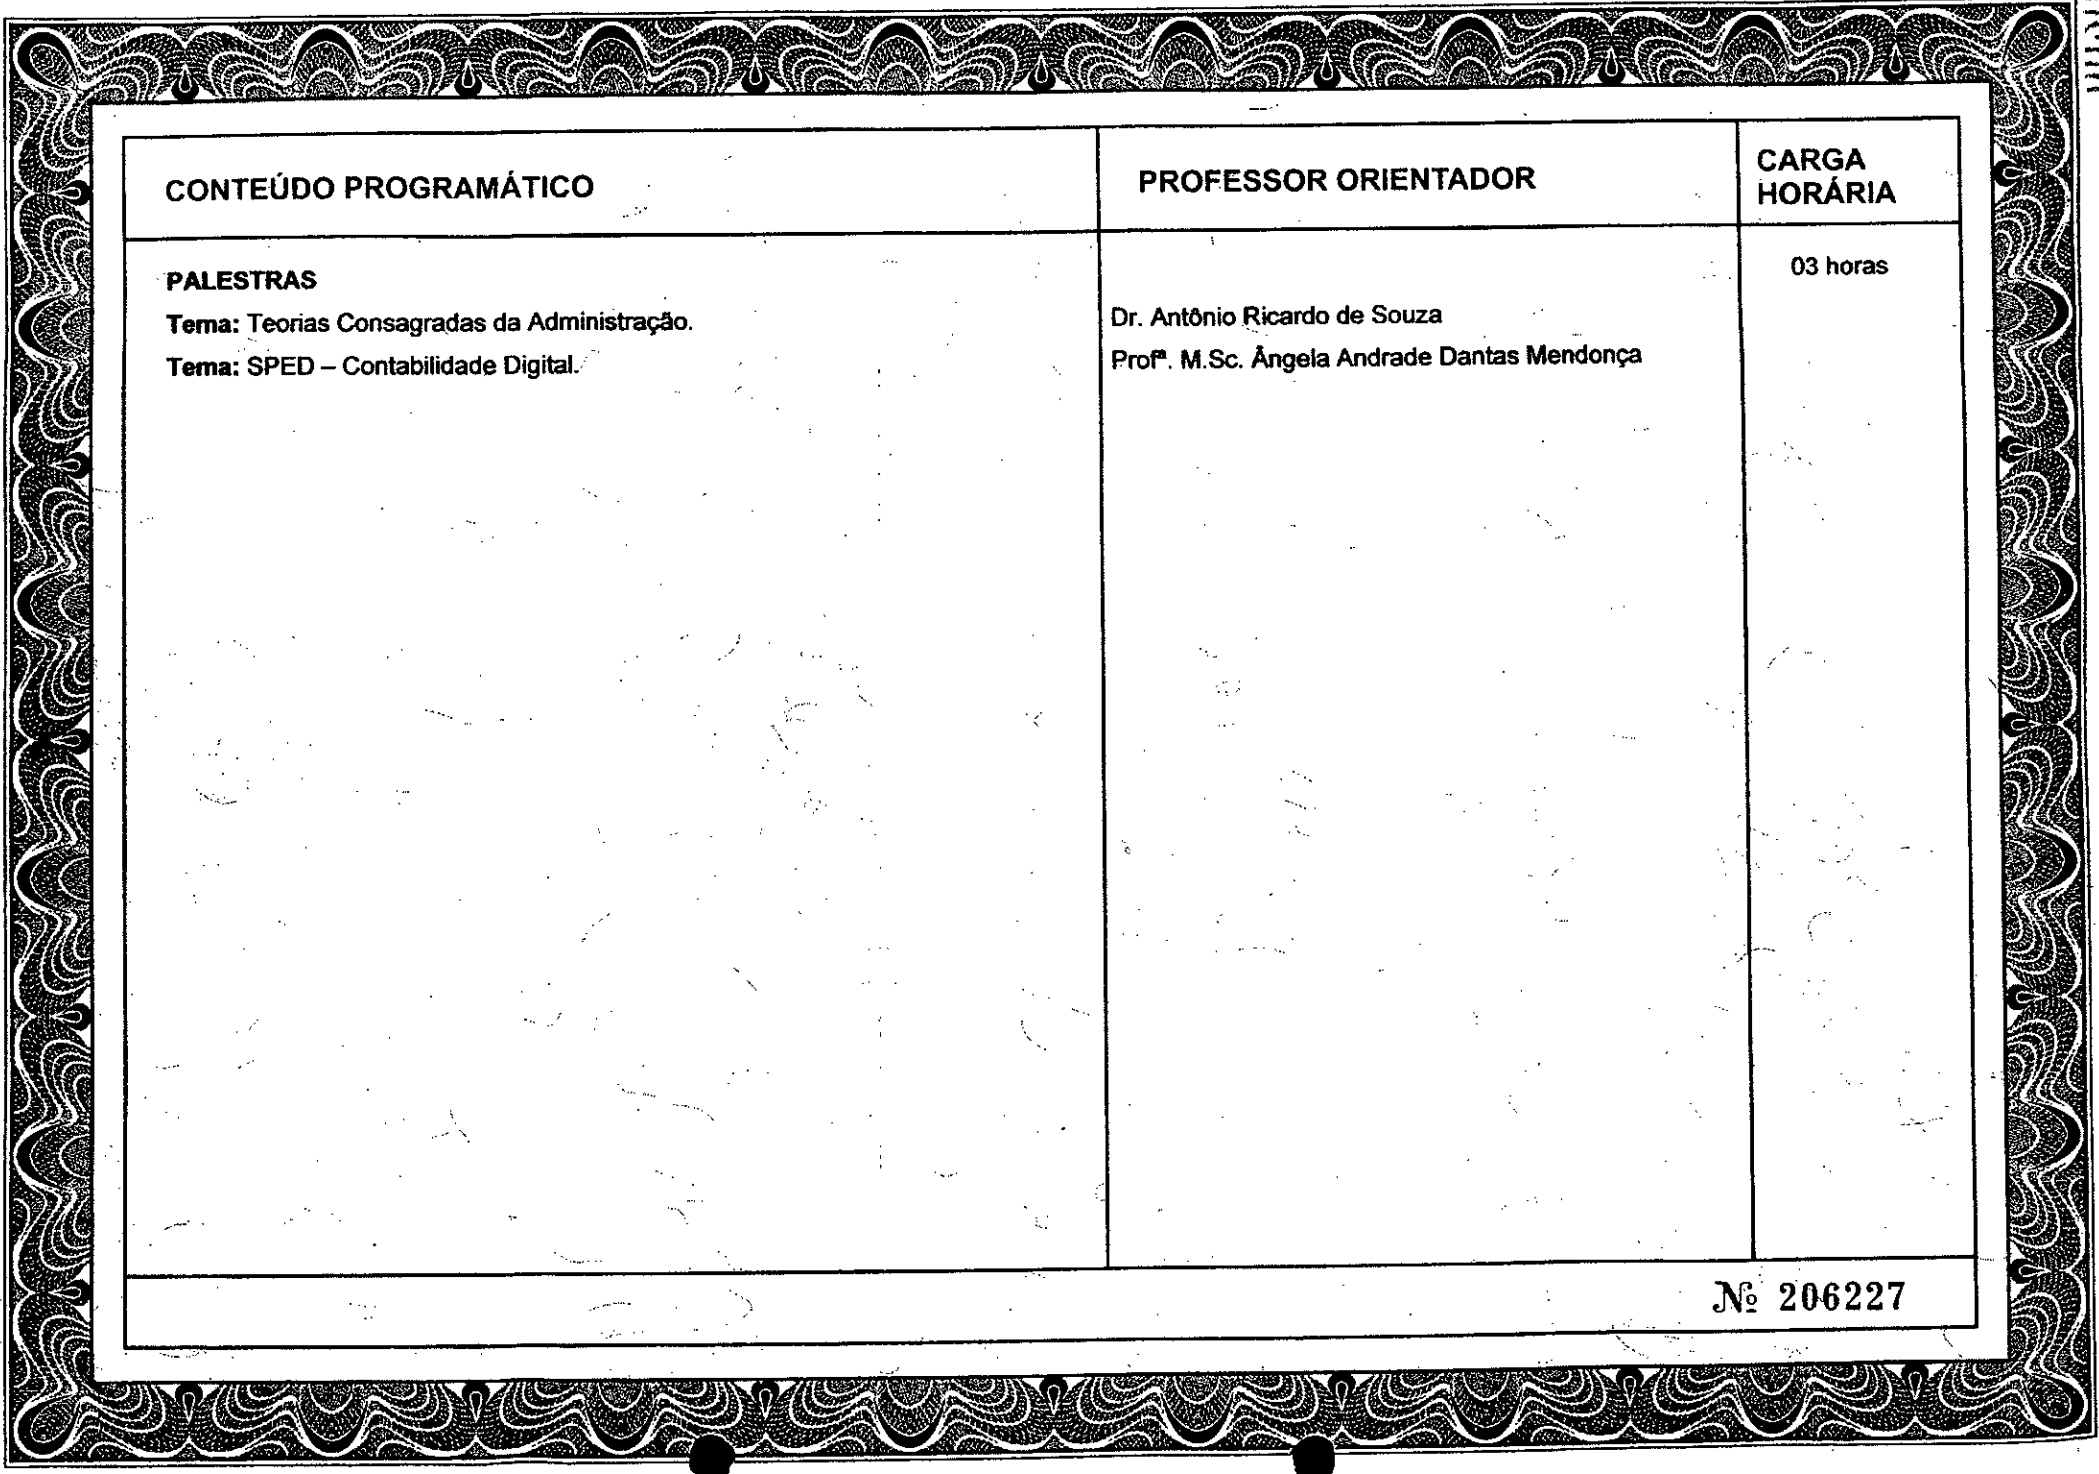 CONTEÚDO PROGRAMÁTICO
PROFESSOR ORIENTADOR
CARGA
HORÁRIA
PALESTRAS
Tema: Teorias Consagradas da Administração.
Tema: SPED – Contabilidade Digital.
Dr. Antônio Ricardo de Souza
Profª. M.Sc. Ângela Andrade Dantas Mendonça
03 horas
Nº 206227